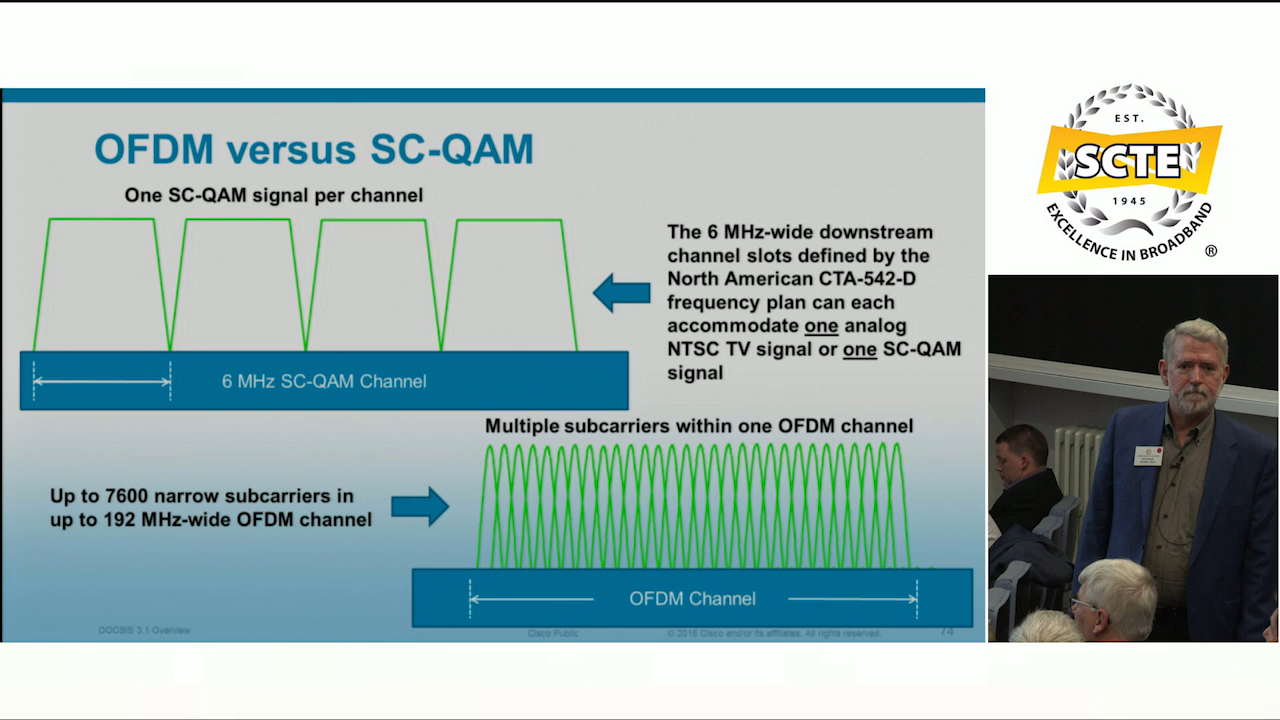 OFDM versus SC-QAM
One SC-QAM signal per channel
The 6 MHz-wide downstream
channel slots defined by the
North American CTA-542-D
frequency plan can each
accommodate one analog
NTSC TV signal or one SC-QAM
signal
6 MHz SC-QAM Channel
Multiple subcarriers within one OFDM channel
Up to 7600 narrow subcarriers in
up to 192 MHz-wide OFDM channel
OFDM Channel
DOCSIS 3.1 Overview
Cisco Public
© 2016 Cisco and/or its affiliates. All rights reserved.
74
EST.
SCTE
1945
EXCELLENCE IN BROADBAND
®